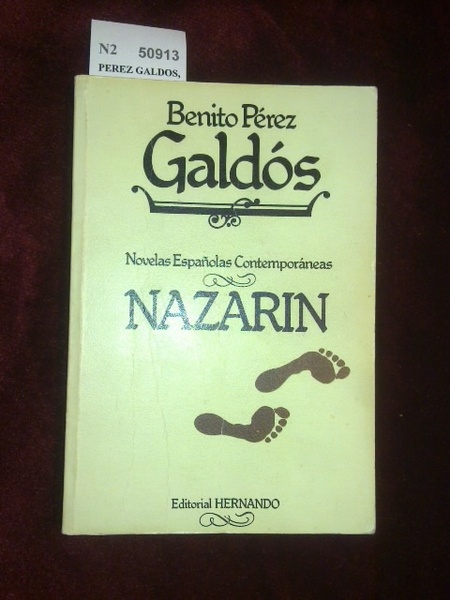 N2 50913
PEREZ GALDOS,
Benito Pérez
Galdós
Novelas Españolas Contemporáneas
NAZARIN
Editorial HERNANDO